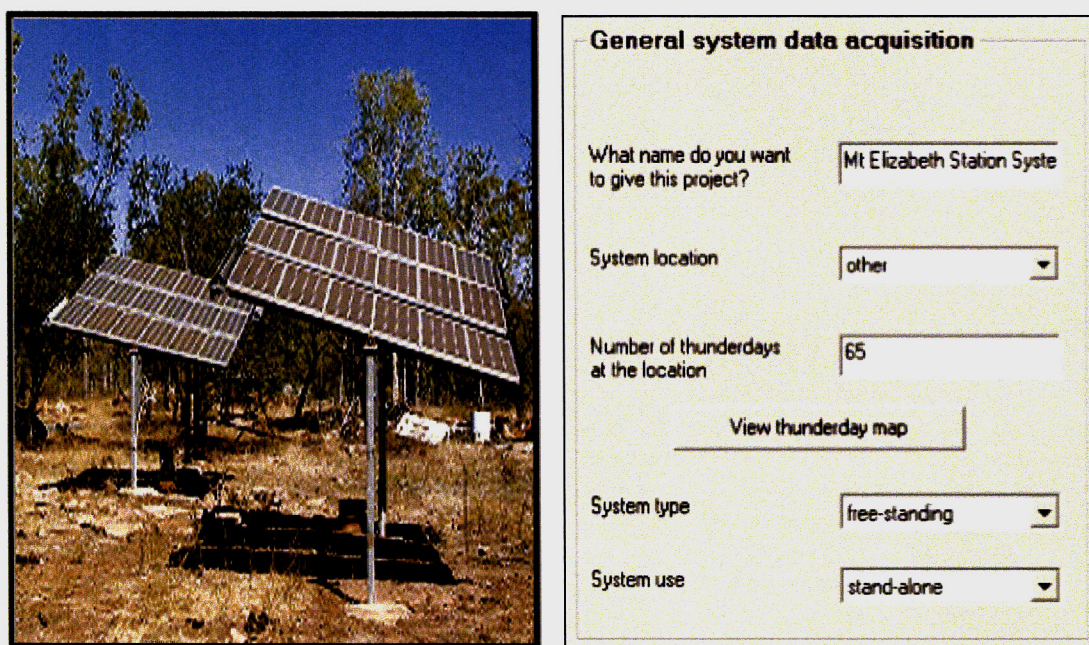 General system data acquisition
What name do you want
to give this project?
Mt Elizabeth Station Syste
System location
other
Number of thunderdays
at the location
65
View thunderday map
System type
free-standing
System use
stand-alone